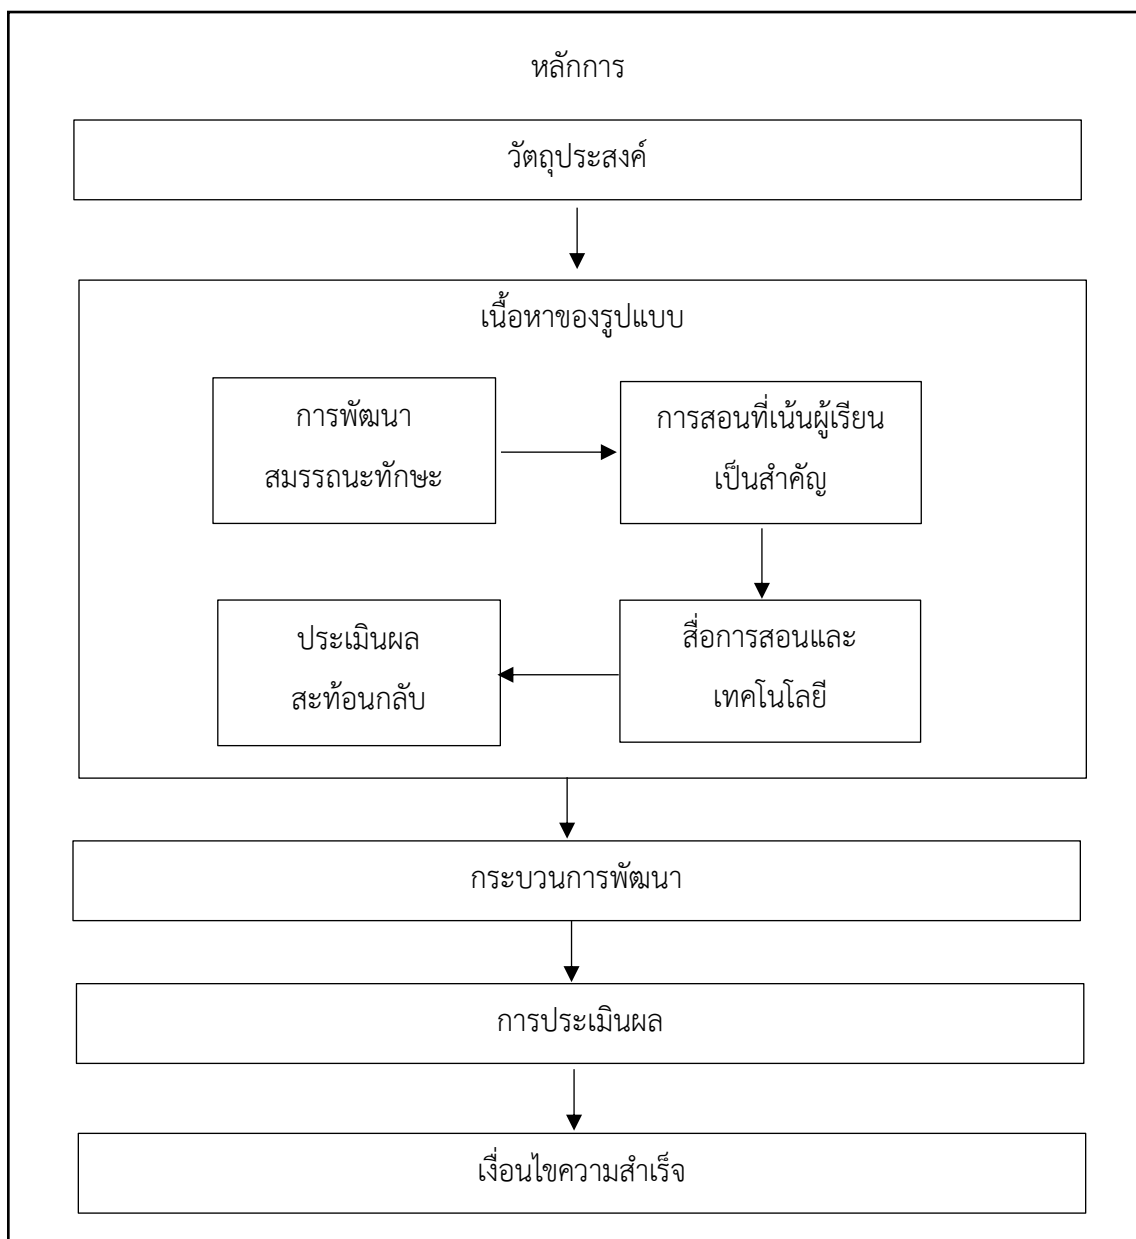 หลักการ
วัตถุประสงค์
เนื้อหาของรูปแบบ
การพัฒนา
สมรรถนะทักษะ
การสอนที่เน้นผู้เรียน
เป็นสำคัญ
ประเมินผล
สะท้อนกลับ
สื่อการสอนและ
เทคโนโลยี
กระบวนการพัฒนา
การประเมินผล
เงื่อนไขความสำเร็จ